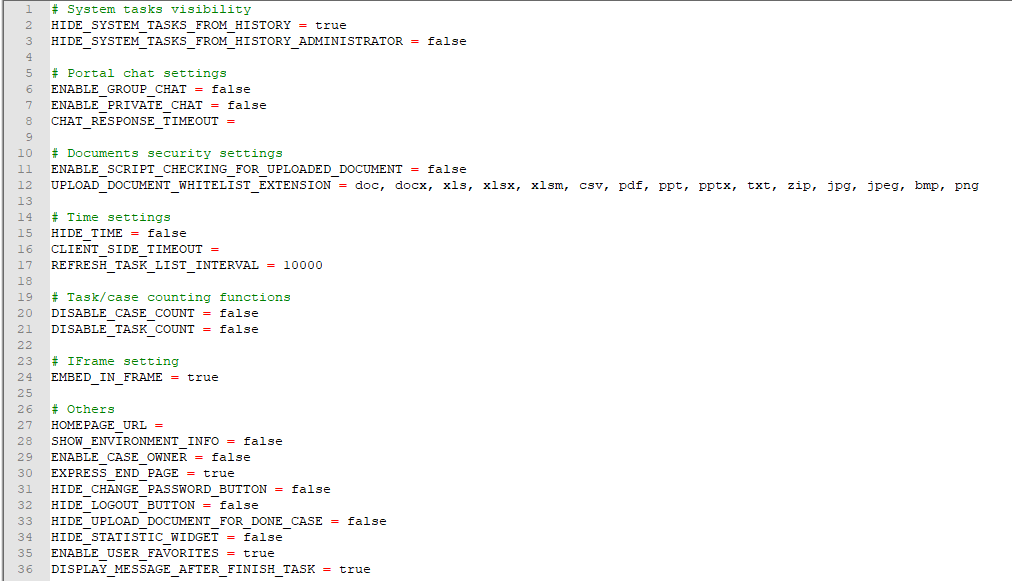 1 # System tasks visibility
2 HIDE_SYSTEM_TASKS_FROM_HISTORY = true
3 HIDE_SYSTEM_TASKS_FROM_HISTORY_ADMINISTRATOR = false
4
5 # Portal chat settings
6 ENABLE_GROUP_CHAT = false
7 ENABLE_PRIVATE_CHAT = false
8 CHAT_RESPONSE_TIMEOUT =
9
10 # Documents security settings
11 ENABLE_SCRIPT_CHECKING_FOR_UPLOADED_DOCUMENT = false
12 UPLOAD_DOCUMENT_WHITELIST_EXTENSION = doc, docx, xls, xlsx, xlsm, csv, pdf, ppt, pptx, txt, zip, jpg, jpeg, bmp, png
13
14 # Time settings
15 HIDE_TIME = false
16 CLIENT_SIDE_TIMEOUT =
17 REFRESH_TASK_LIST_INTERVAL = 10000
18
19 # Task/case counting functions
20 DISABLE_CASE_COUNT = false
21 DISABLE_TASK_COUNT = false
22
23 # IFrame setting
24 EMBED_IN_FRAME = true
25
26 # Others
27 HOMEPAGE_URL =
28 SHOW_ENVIRONMENT_INFO = false
29 ENABLE_CASE_OWNER = false
30 EXPRESS_END_PAGE = true
31 HIDE_CHANGE_PASSWORD_BUTTON = false
32 HIDE_LOGOUT_BUTTON = false
33 HIDE_UPLOAD_DOCUMENT_FOR_DONE_CASE = false
34 HIDE_STATISTIC_WIDGET = false
35 ENABLE_USER_FAVORITES = true
36 DISPLAY_MESSAGE_AFTER_FINISH_TASK = true